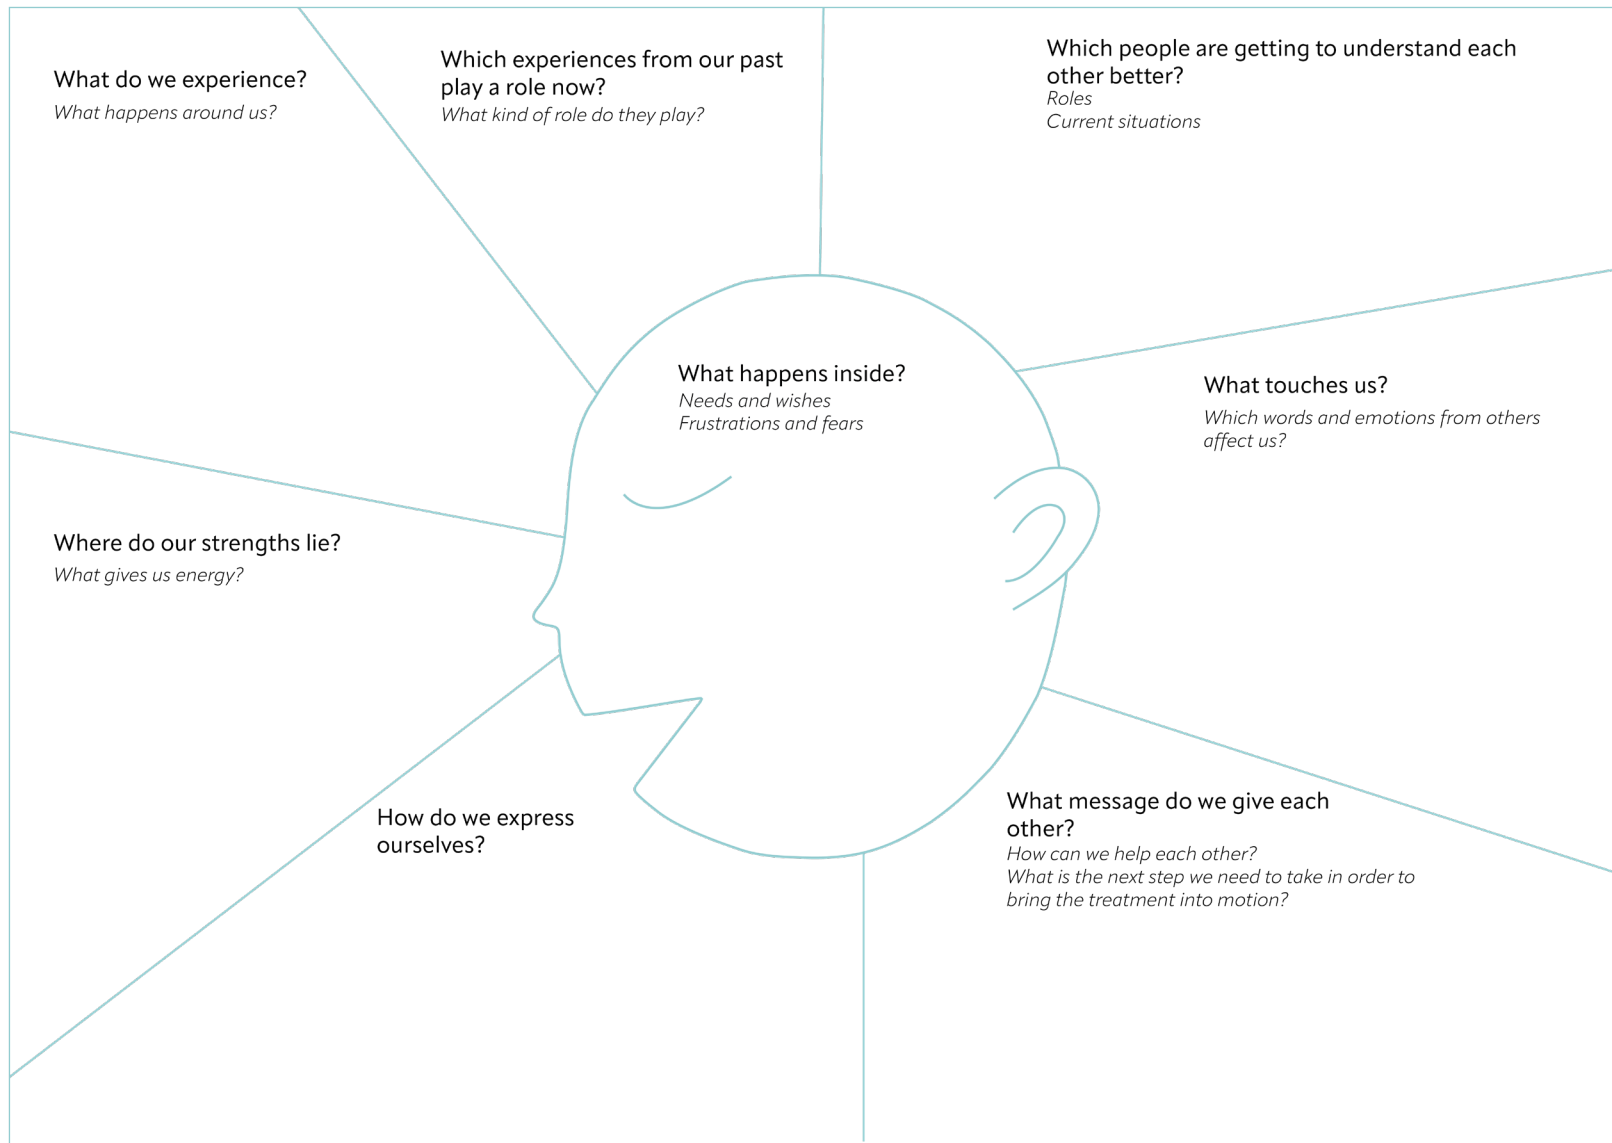 What do we experience?
What happens around us?
Which experiences from our past
play a role now?
What kind of role do they play?
Which people are getting to understand each
other better?
Roles
Current situations
What happens inside?
Needs and wishes
Frustrations and fears
What touches us?
Which words and emotions from others
affect us?
Where do our strengths lie?
What gives us energy?
How do we express
ourselves?
What message do we give each
other?
How can we help each other?
What is the next step we need to take in order to
bring the treatment into motion?